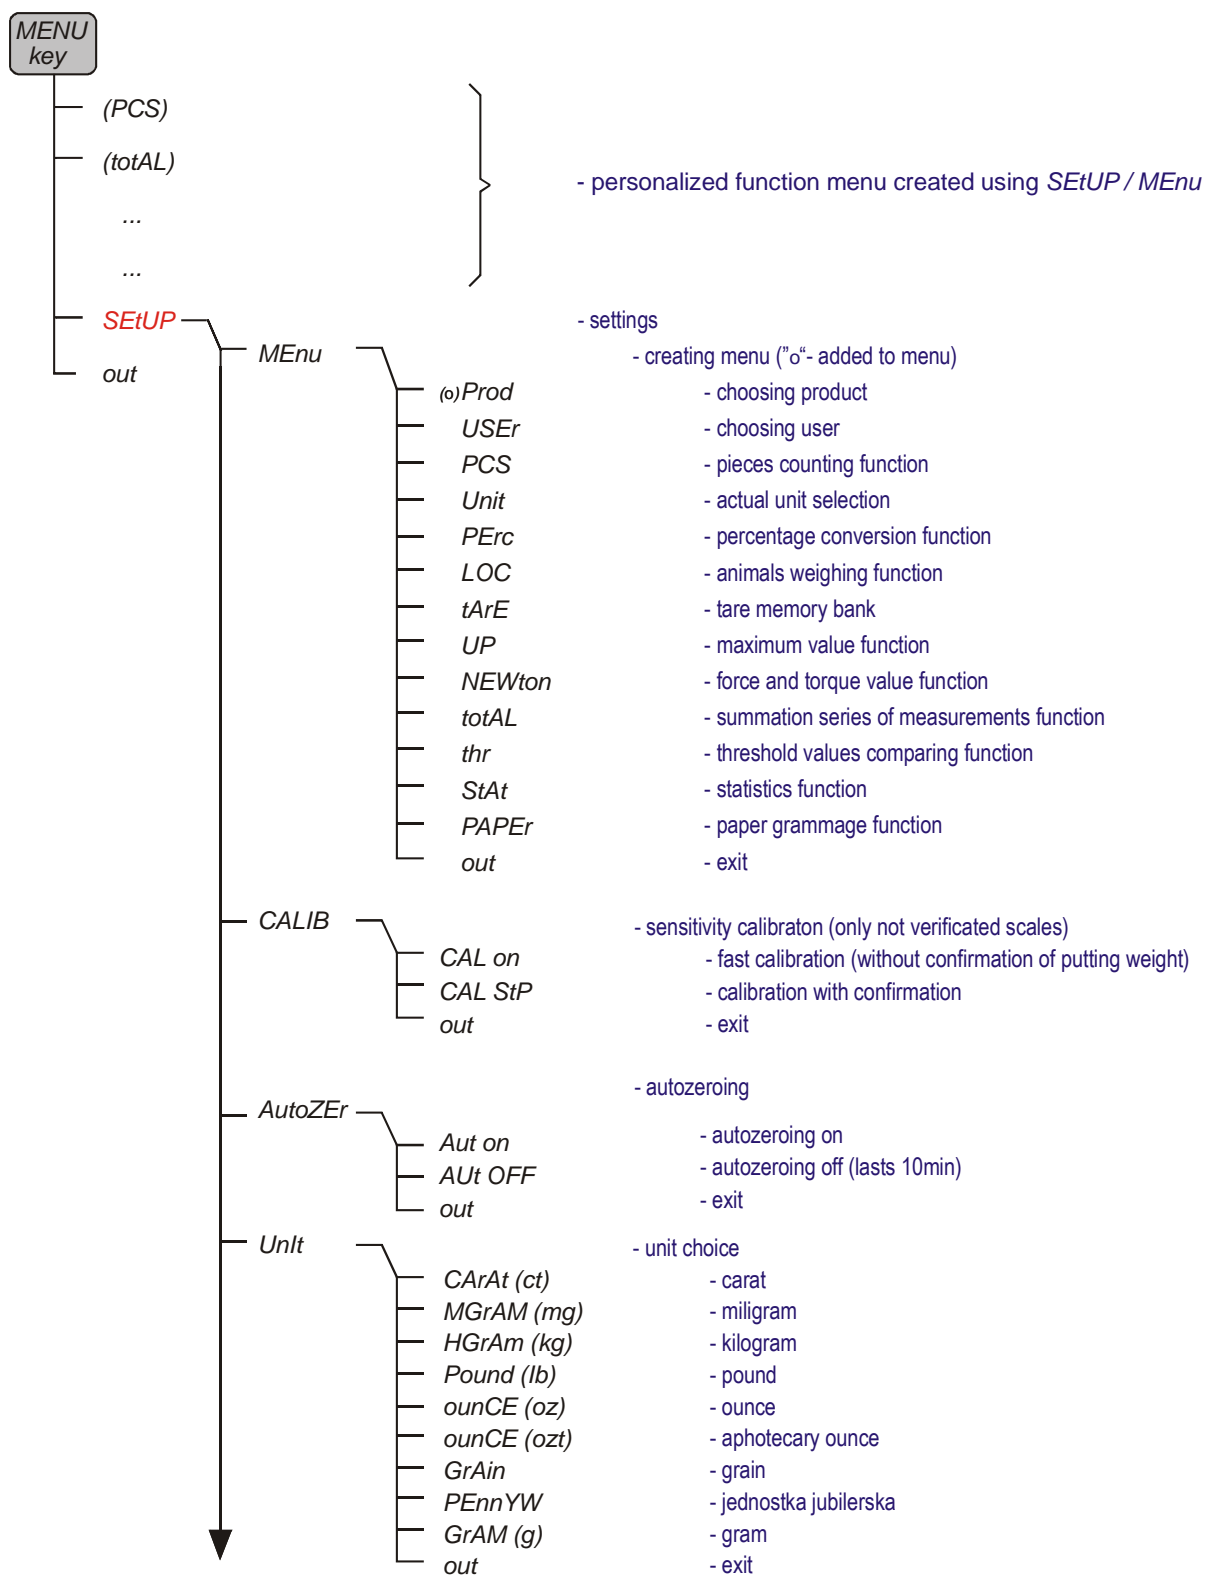 MENU
key
(PCS)
(totAL)
- personalized function menu created using SEtUP / MEnu
...
...
SEtUP - settings
MEnu - creating menu ("o"- added to menu)
out
(o)Prod - choosing product
USEr - choosing user
PCS - pieces counting function
Unit - actual unit selection
PErc - percentage conversion function
LOC - animals weighing function
tArE - tare memory bank
UP - maximum value function
NEWton - force and torque value function
totAL - summation series of measurements function
thr - threshold values comparing function
StAt - statistics function
PAPEr - paper grammage function
out - exit
CALIB - sensitivity calibraton (only not verificated scales)
CAL on - fast calibration (without confirmation of putting weight)
CAL StP - calibration with confirmation
out - exit
AutoZEr - autozeroing
Aut on - autozeroing on
AUt OFF - autozeroing off (lasts 10min)
out - exit
UnIt - unit choice
CArAt (ct) - carat
MGrAM (mg) - miligram
HGrAm (kg) - kilogram
Pound (lb) - pound
ounCE (oz) - ounce
ounCE (ozt) - aphotecary ounce
GrAin - grain
PEnnYW - jednostka jubilerska
GrAM (g) - gram
out - exit